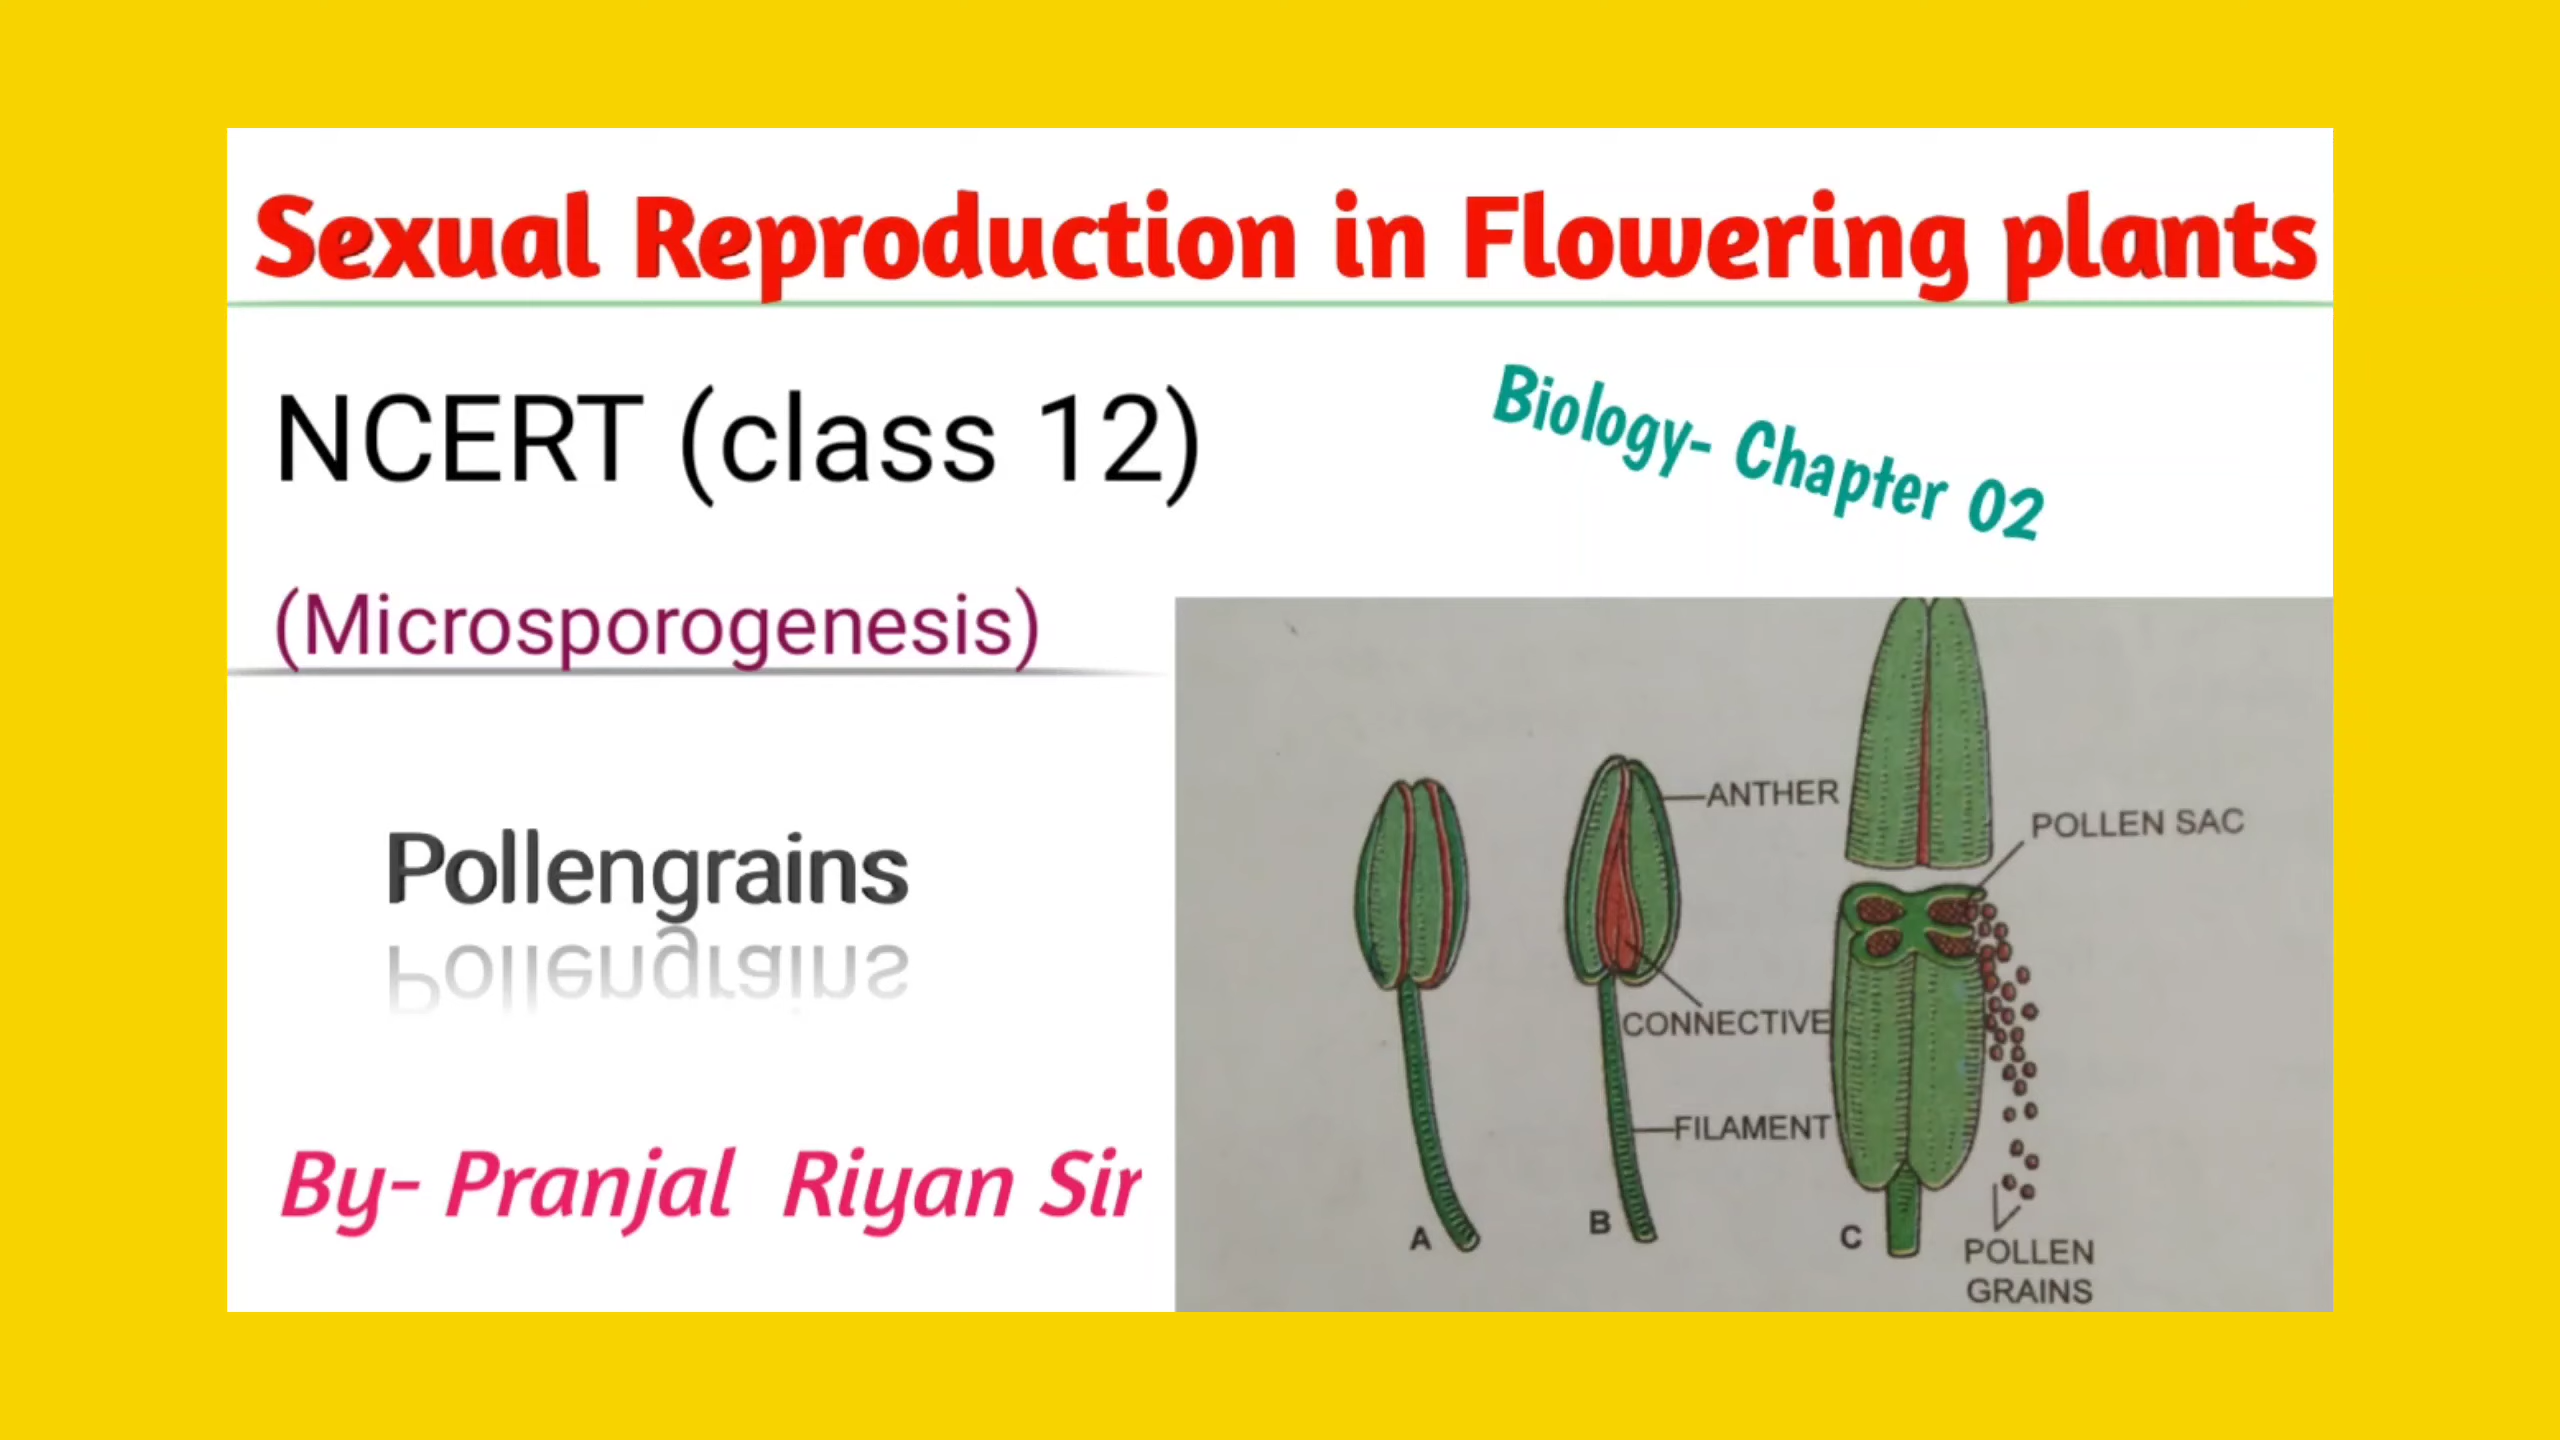 Sexual Reproduction in Flowering plants
NCERT (class 12)
Biology- Chapter 02
(Microsporogenesis)
Pollengrains
By- Pranjal Riyan Sir
ANTHER
POLLEN SAC
CONNECTIVE
FILAMENT
A
B
C
POLLEN
GRAINS